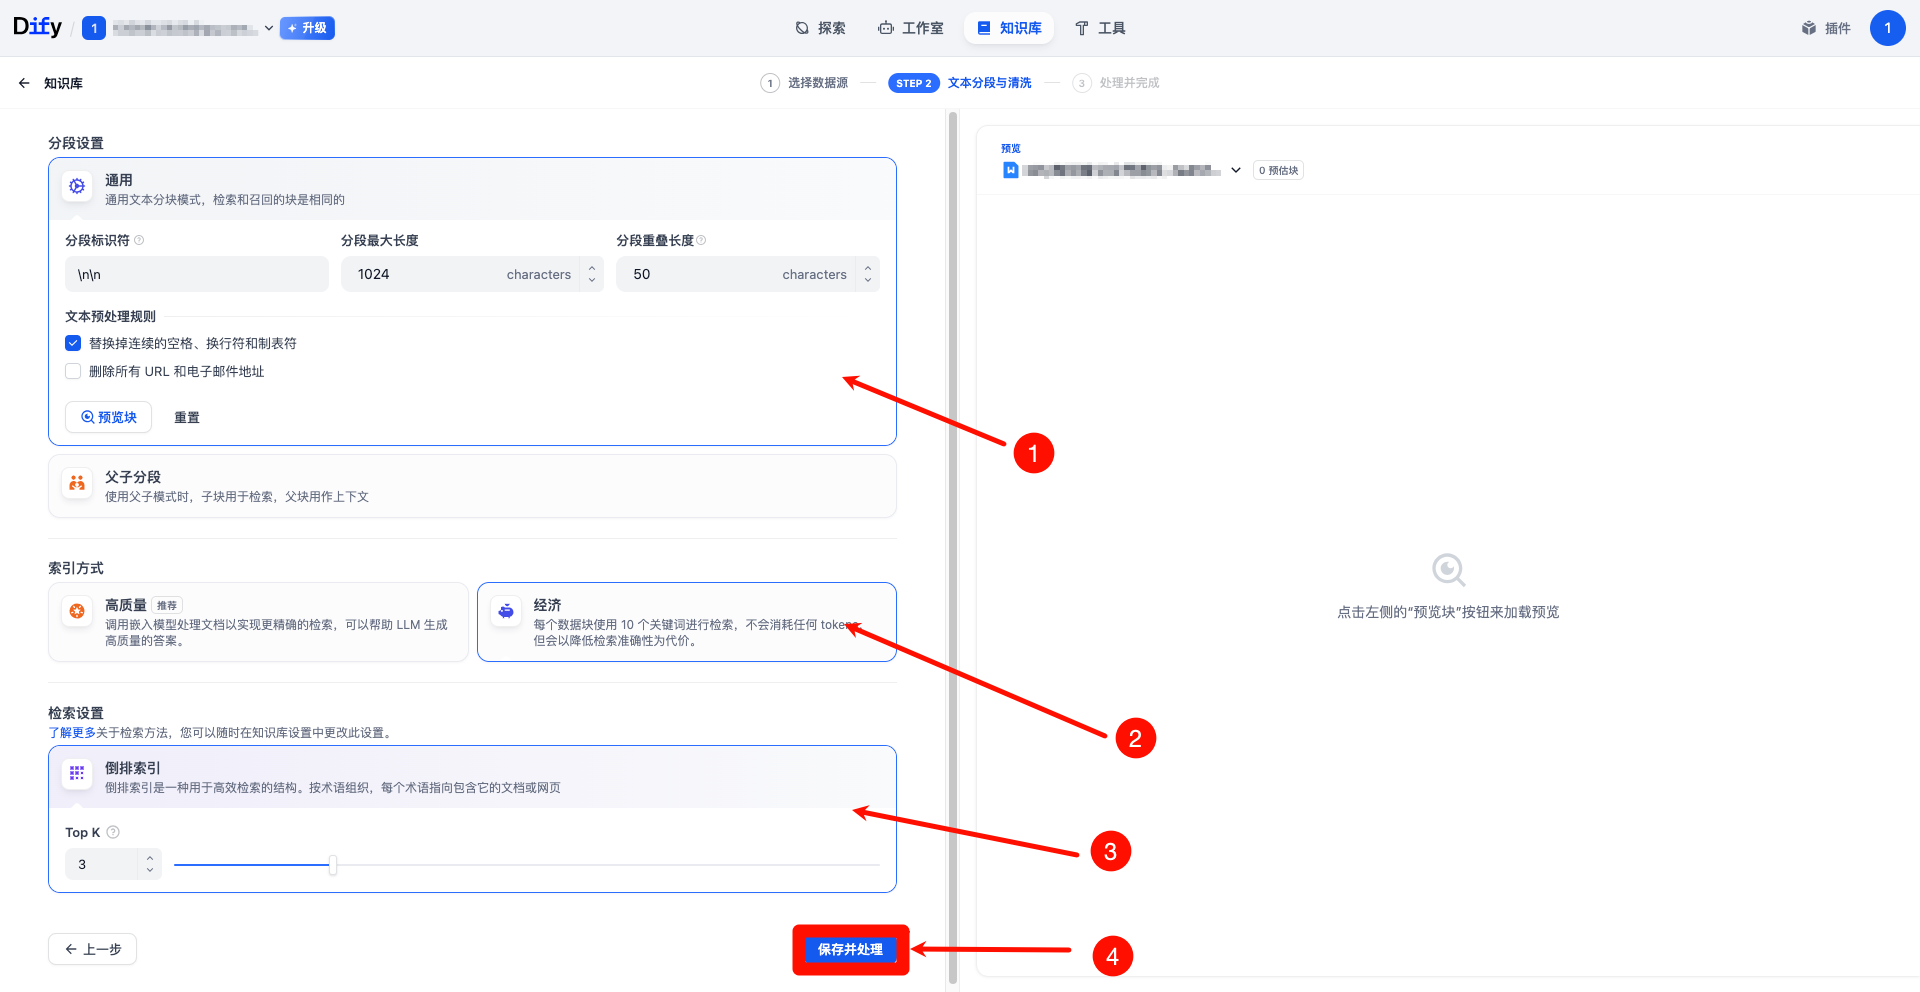 Dify
1
升级
探索
工作室
知识库
工具
插件
1
知识库
1 选择数据源
STEP 2 文本分段与清洗
3 处理并完成
分段设置
通用
通用文本分块模式，检索和召回的块是相同的
分段标识符
分段最大长度
分段重叠长度
\n\n
1024 characters
50 characters
文本预处理规则
替换掉连续的空格、换行符和制表符
删除所有 URL 和电子邮件地址
预览块
重置
父子分段
使用父子模式时，子块用于检索，父块用作上下文
索引方式
高质量 推荐
调用嵌入模型处理文档以实现更精确的检索，可以帮助 LLM 生成
高质量的答案。
经济
每个数据块使用 10 个关键词进行检索，不会消耗任何 tokens，
但会以降低检索准确性为代价。
检索设置
了解更多关于检索方法，您可以随时在知识库设置中更改此设置。
倒排索引
倒排索引是一种用于高效检索的结构。按术语组织，每个术语指向包含它的文档或网页
Top K
3
上一步
保存并处理
预览
0 预估块
点击左侧的“预览块”按钮来加载预览
1
2
3
4